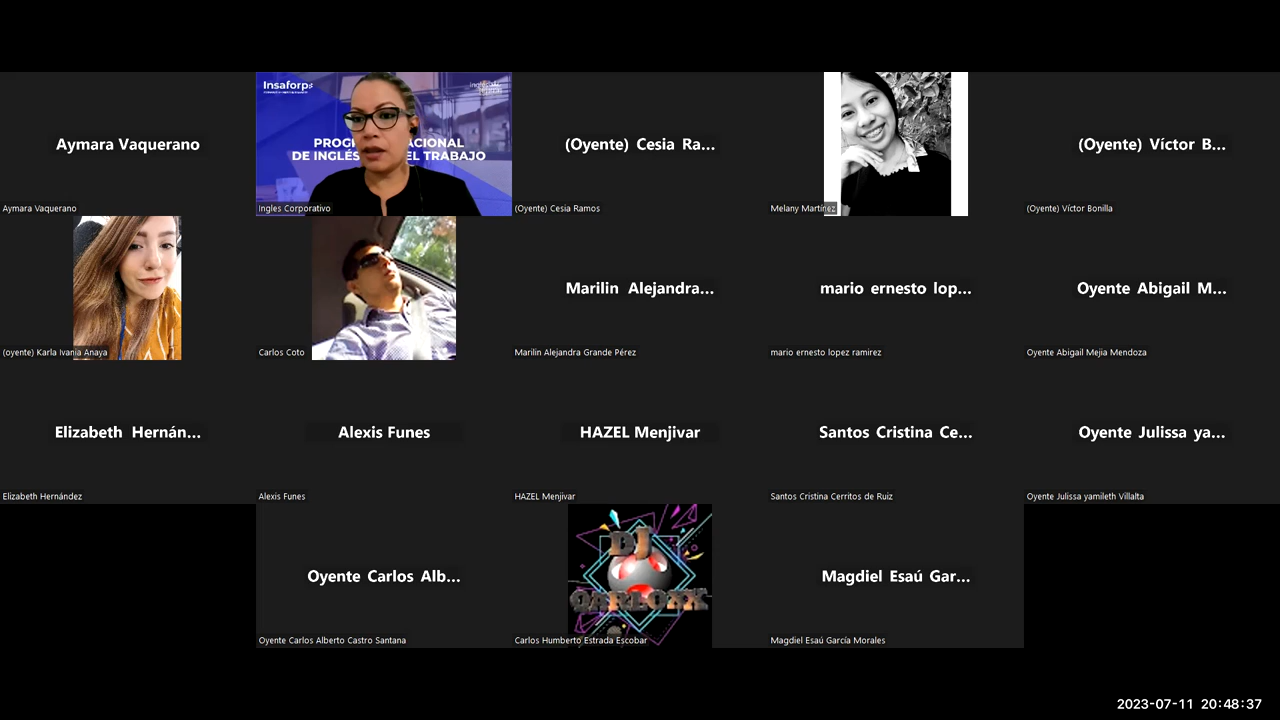 Aymara Vaquerano
Aymara Vaquerano
Insaforp
PROG ACIONAL
DE INGLÉS EL TRABAJO
Ingles Corporativo
(Oyente) Cesia Ra...
(Oyente) Cesia Ramos
Melany Martínez
(Oyente) Víctor B...
(Oyente) Víctor Bonilla
(oyente) Karla Ivania Anaya
Carlos Coto
Marilin Alejandra...
Marilin Alejandra Grande Pérez
mario ernesto lop...
mario ernesto lopez ramirez
Oyente Abigail M...
Oyente Abigail Mejia Mendoza
Elizabeth Hernán...
Elizabeth Hernández
Alexis Funes
Alexis Funes
HAZEL Menjivar
HAZEL Menjivar
Santos Cristina Ce...
Santos Cristina Cerritos de Ruiz
Oyente Julissa ya...
Oyente Julissa yamileth Villalta
Oyente Carlos Alb...
Oyente Carlos Alberto Castro Santana
DJ
QARLOXX
Carlos Humberto Estrada Escobar
Magdiel Esaú Gar...
Magdiel Esaú García Morales
2023-07-11 20:48:37